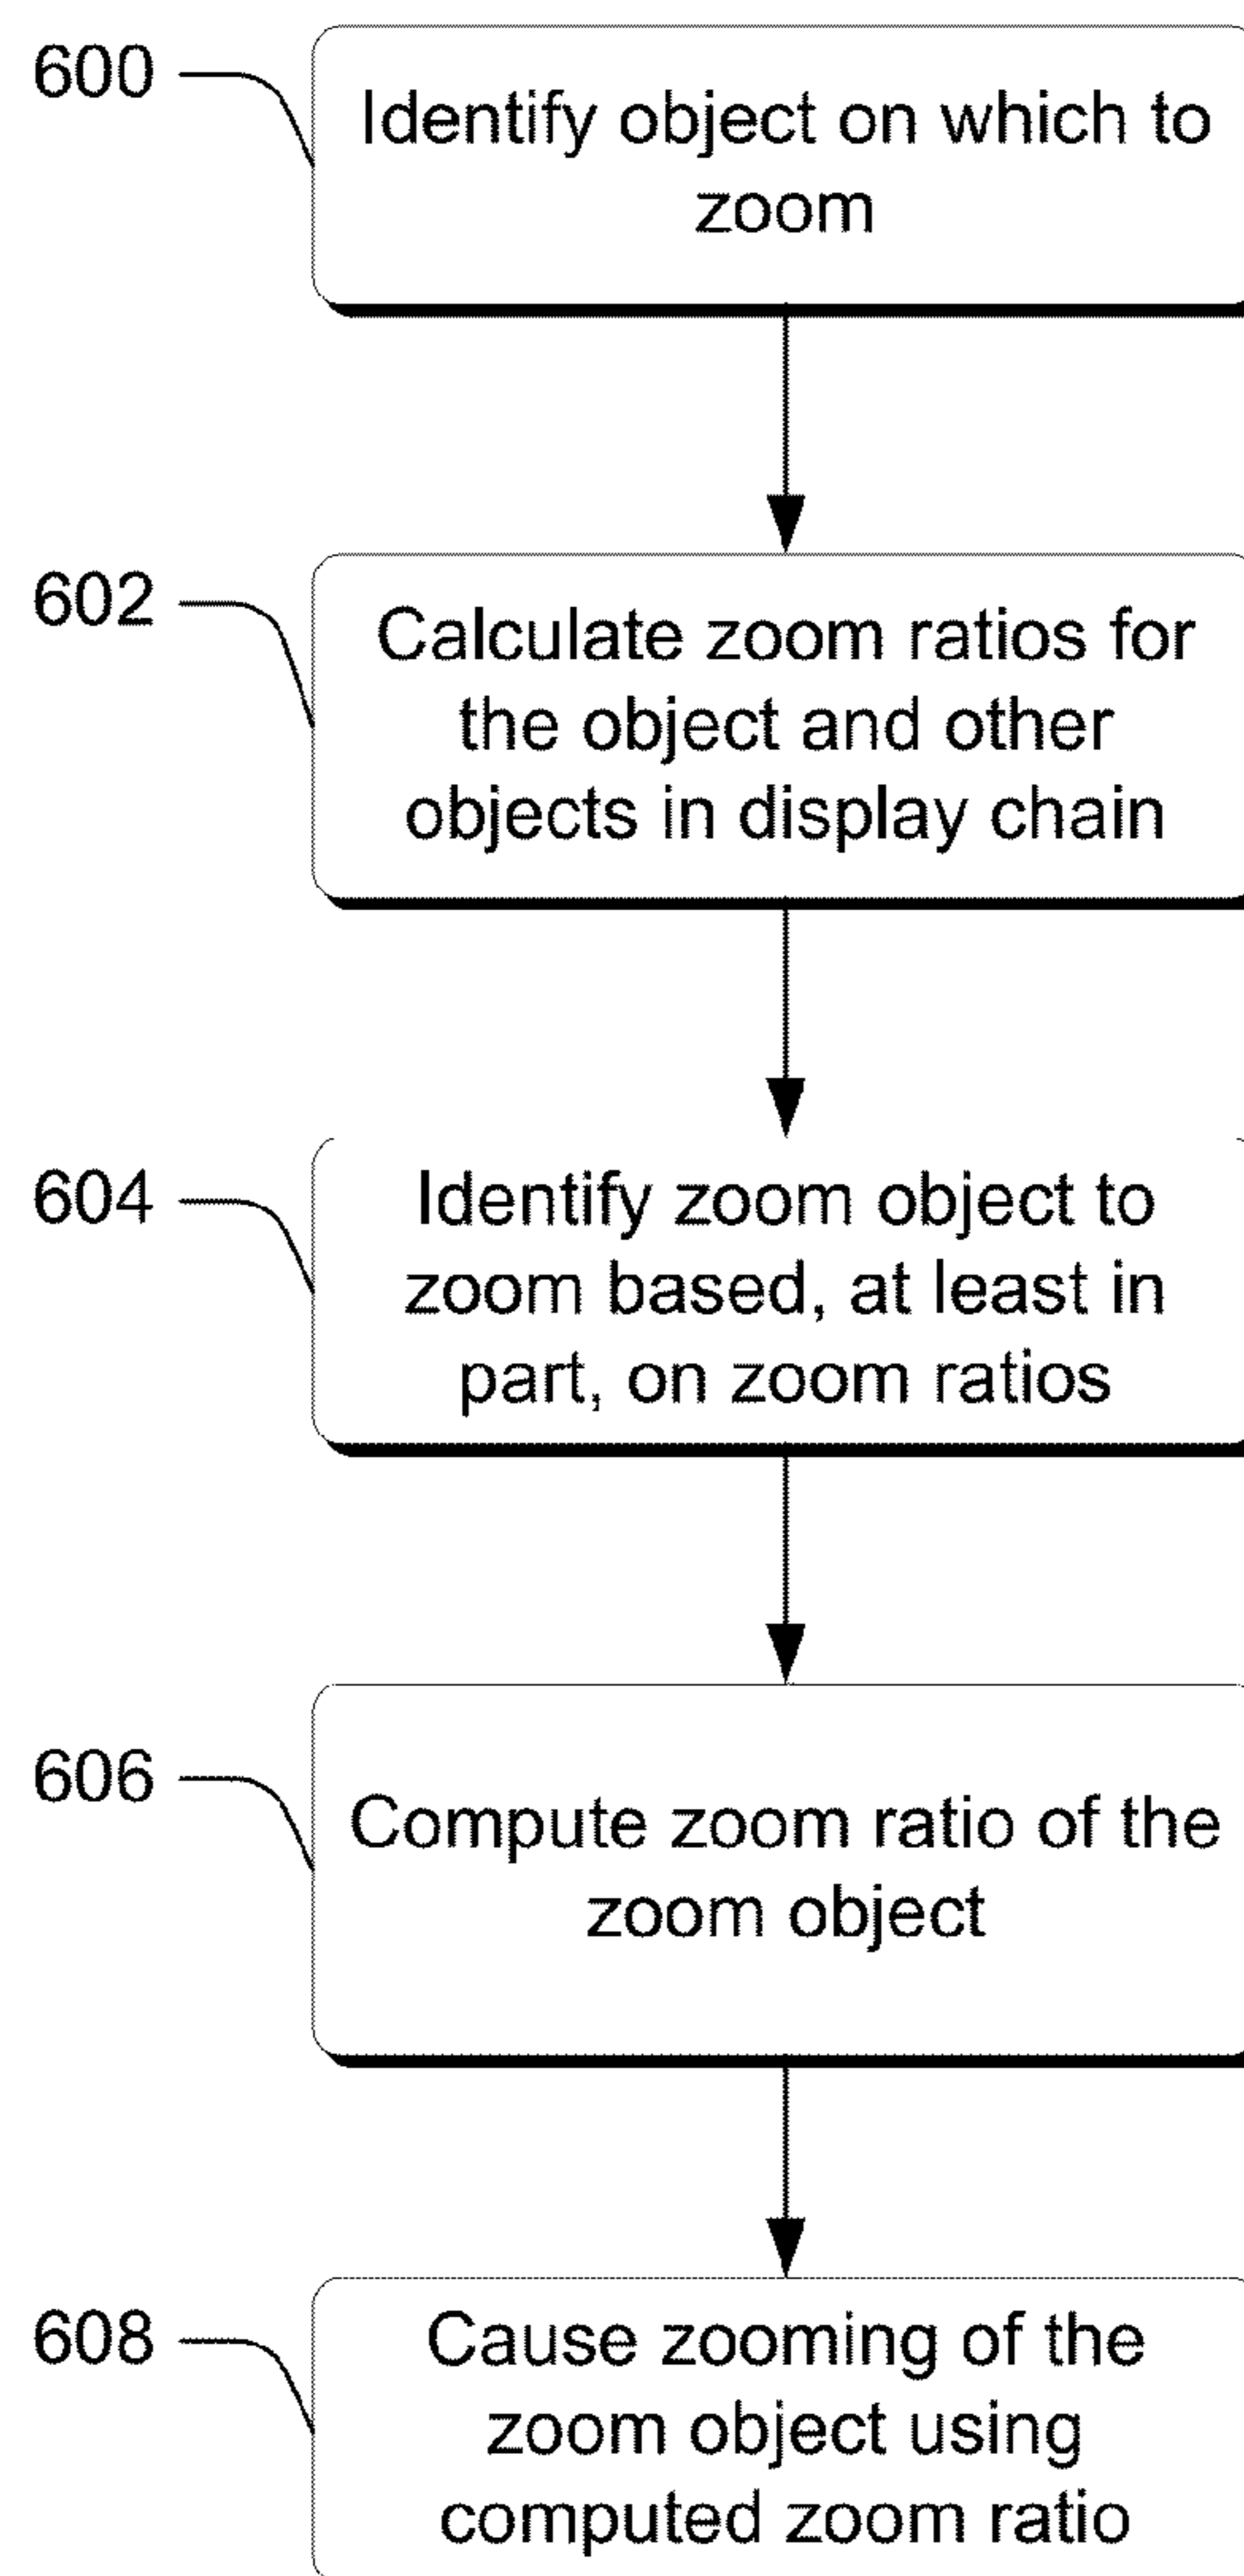 600
Identify object on which to
zoom
602
Calculate zoom ratios for
the object and other
objects in display chain
604
Identify zoom object to
zoom based, at least in
part, on zoom ratios
606
Compute zoom ratio of the
zoom object
608
Cause zooming of the
zoom object using
computed zoom ratio